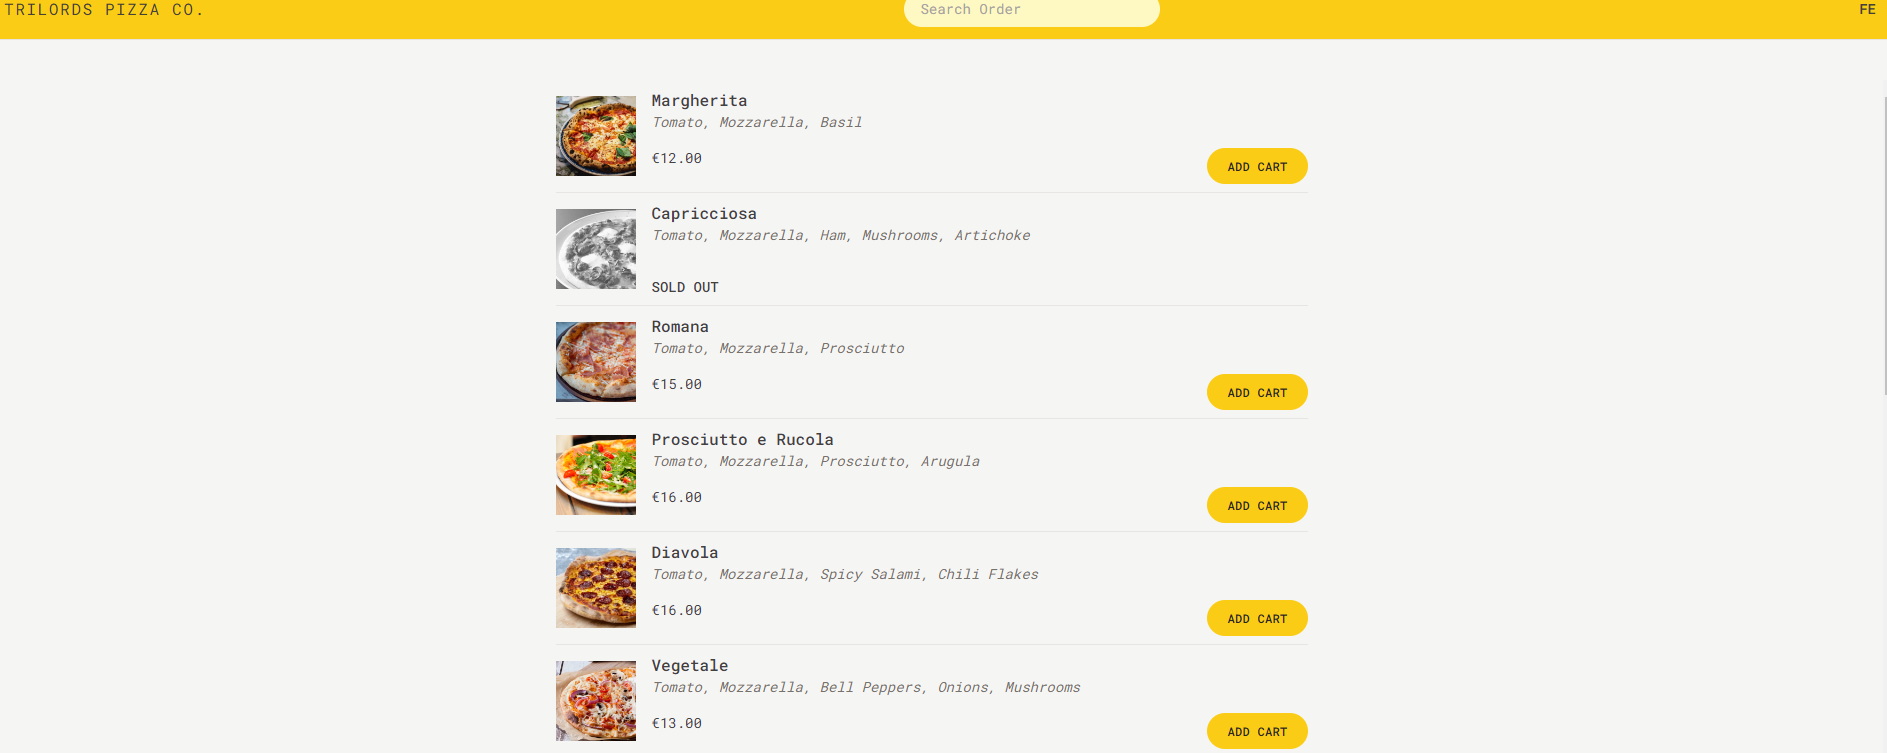 TRILORDS PIZZA CO.
Search Order
FE
Margherita
Tomato, Mozzarella, Basil
€12.00
ADD CART
Capricciosa
Tomato, Mozzarella, Ham, Mushrooms, Artichoke
SOLD OUT
Romana
Tomato, Mozzarella, Prosciutto
€15.00
ADD CART
Prosciutto e Rucola
Tomato, Mozzarella, Prosciutto, Arugula
€16.00
ADD CART
Diavola
Tomato, Mozzarella, Spicy Salami, Chili Flakes
€16.00
ADD CART
Vegetale
Tomato, Mozzarella, Bell Peppers, Onions, Mushrooms
€13.00
ADD CART